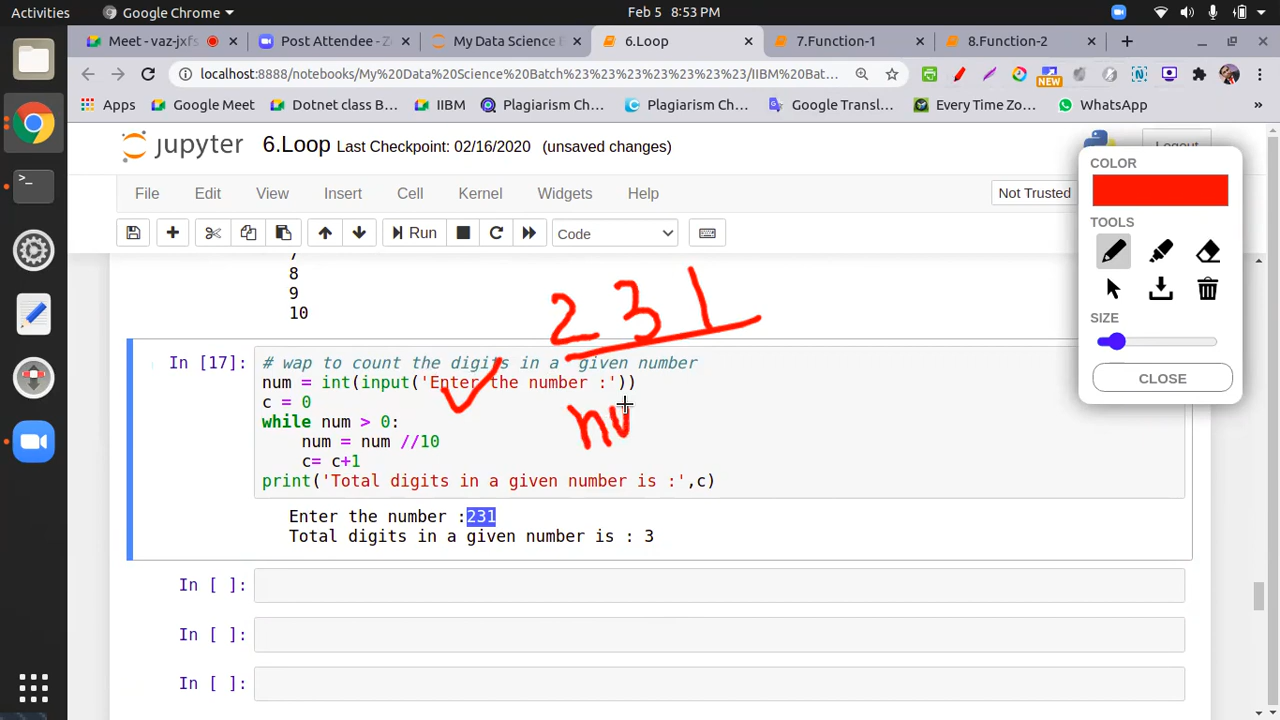 Activities
Google Chrome
Feb 5 8:53 PM
Meet - vaz-jxfs
Post Attendee - Z
My Data Science E
6.Loop
7.Function-1
8.Function-2
localhost:8888/notebooks/My%20Data%20Science%20Batch%23%23%23%23%23%23/IIBM%20Bat...
NEW
Apps
Google Meet
Dotnet class B...
IIBM
Plagiarism Ch...
Plagiarism Ch...
Google Transl...
Every Time Zo...
WhatsApp
»
jupyter
6.Loop Last Checkpoint: 02/16/2020 (unsaved changes)
Logout
File Edit View Insert Cell Kernel Widgets Help
Not Trusted
Run
Code
COLOR
TOOLS
SIZE
CLOSE
7
8
9
10
231
In [17]:
# wap to count the digits in a given number
num = int(input('Enter the number :'))
c = 0
while num > 0:
num = num //10
c= c+1
print('Total digits in a given number is :',c)
nu
Enter the number :231
Total digits in a given number is : 3
In [ ]:
In [ ]:
In [ ]: